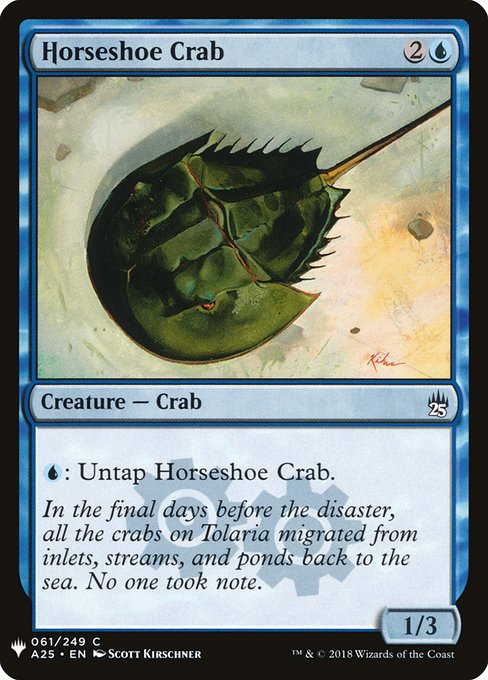 Horseshoe Crab 2
Creature — Crab
25
: Untap Horseshoe Crab.
In the final days before the disaster,
all the crabs on Tolaria migrated from
inlets, streams, and ponds back to the
sea. No one took note.
1/3
061/249 C
A25 • EN Scott Kirschner
™ & © 2018 Wizards of the Coast